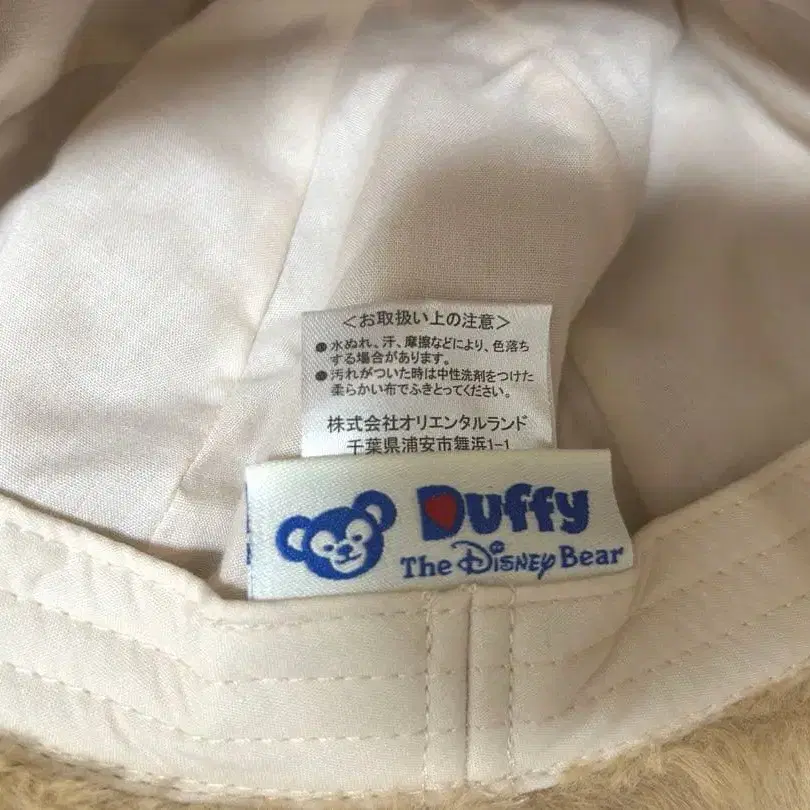 ＜お取扱い上の注意＞
●水ぬれ、汗、摩擦などにより、色落ち
する場合があります。
●汚れがついた時は中性洗剤をつけた
柔らかい布でふきとってください。
株式会社オリエンタルランド
千葉県浦安市舞浜1-1
Duffy
The Disney Bear